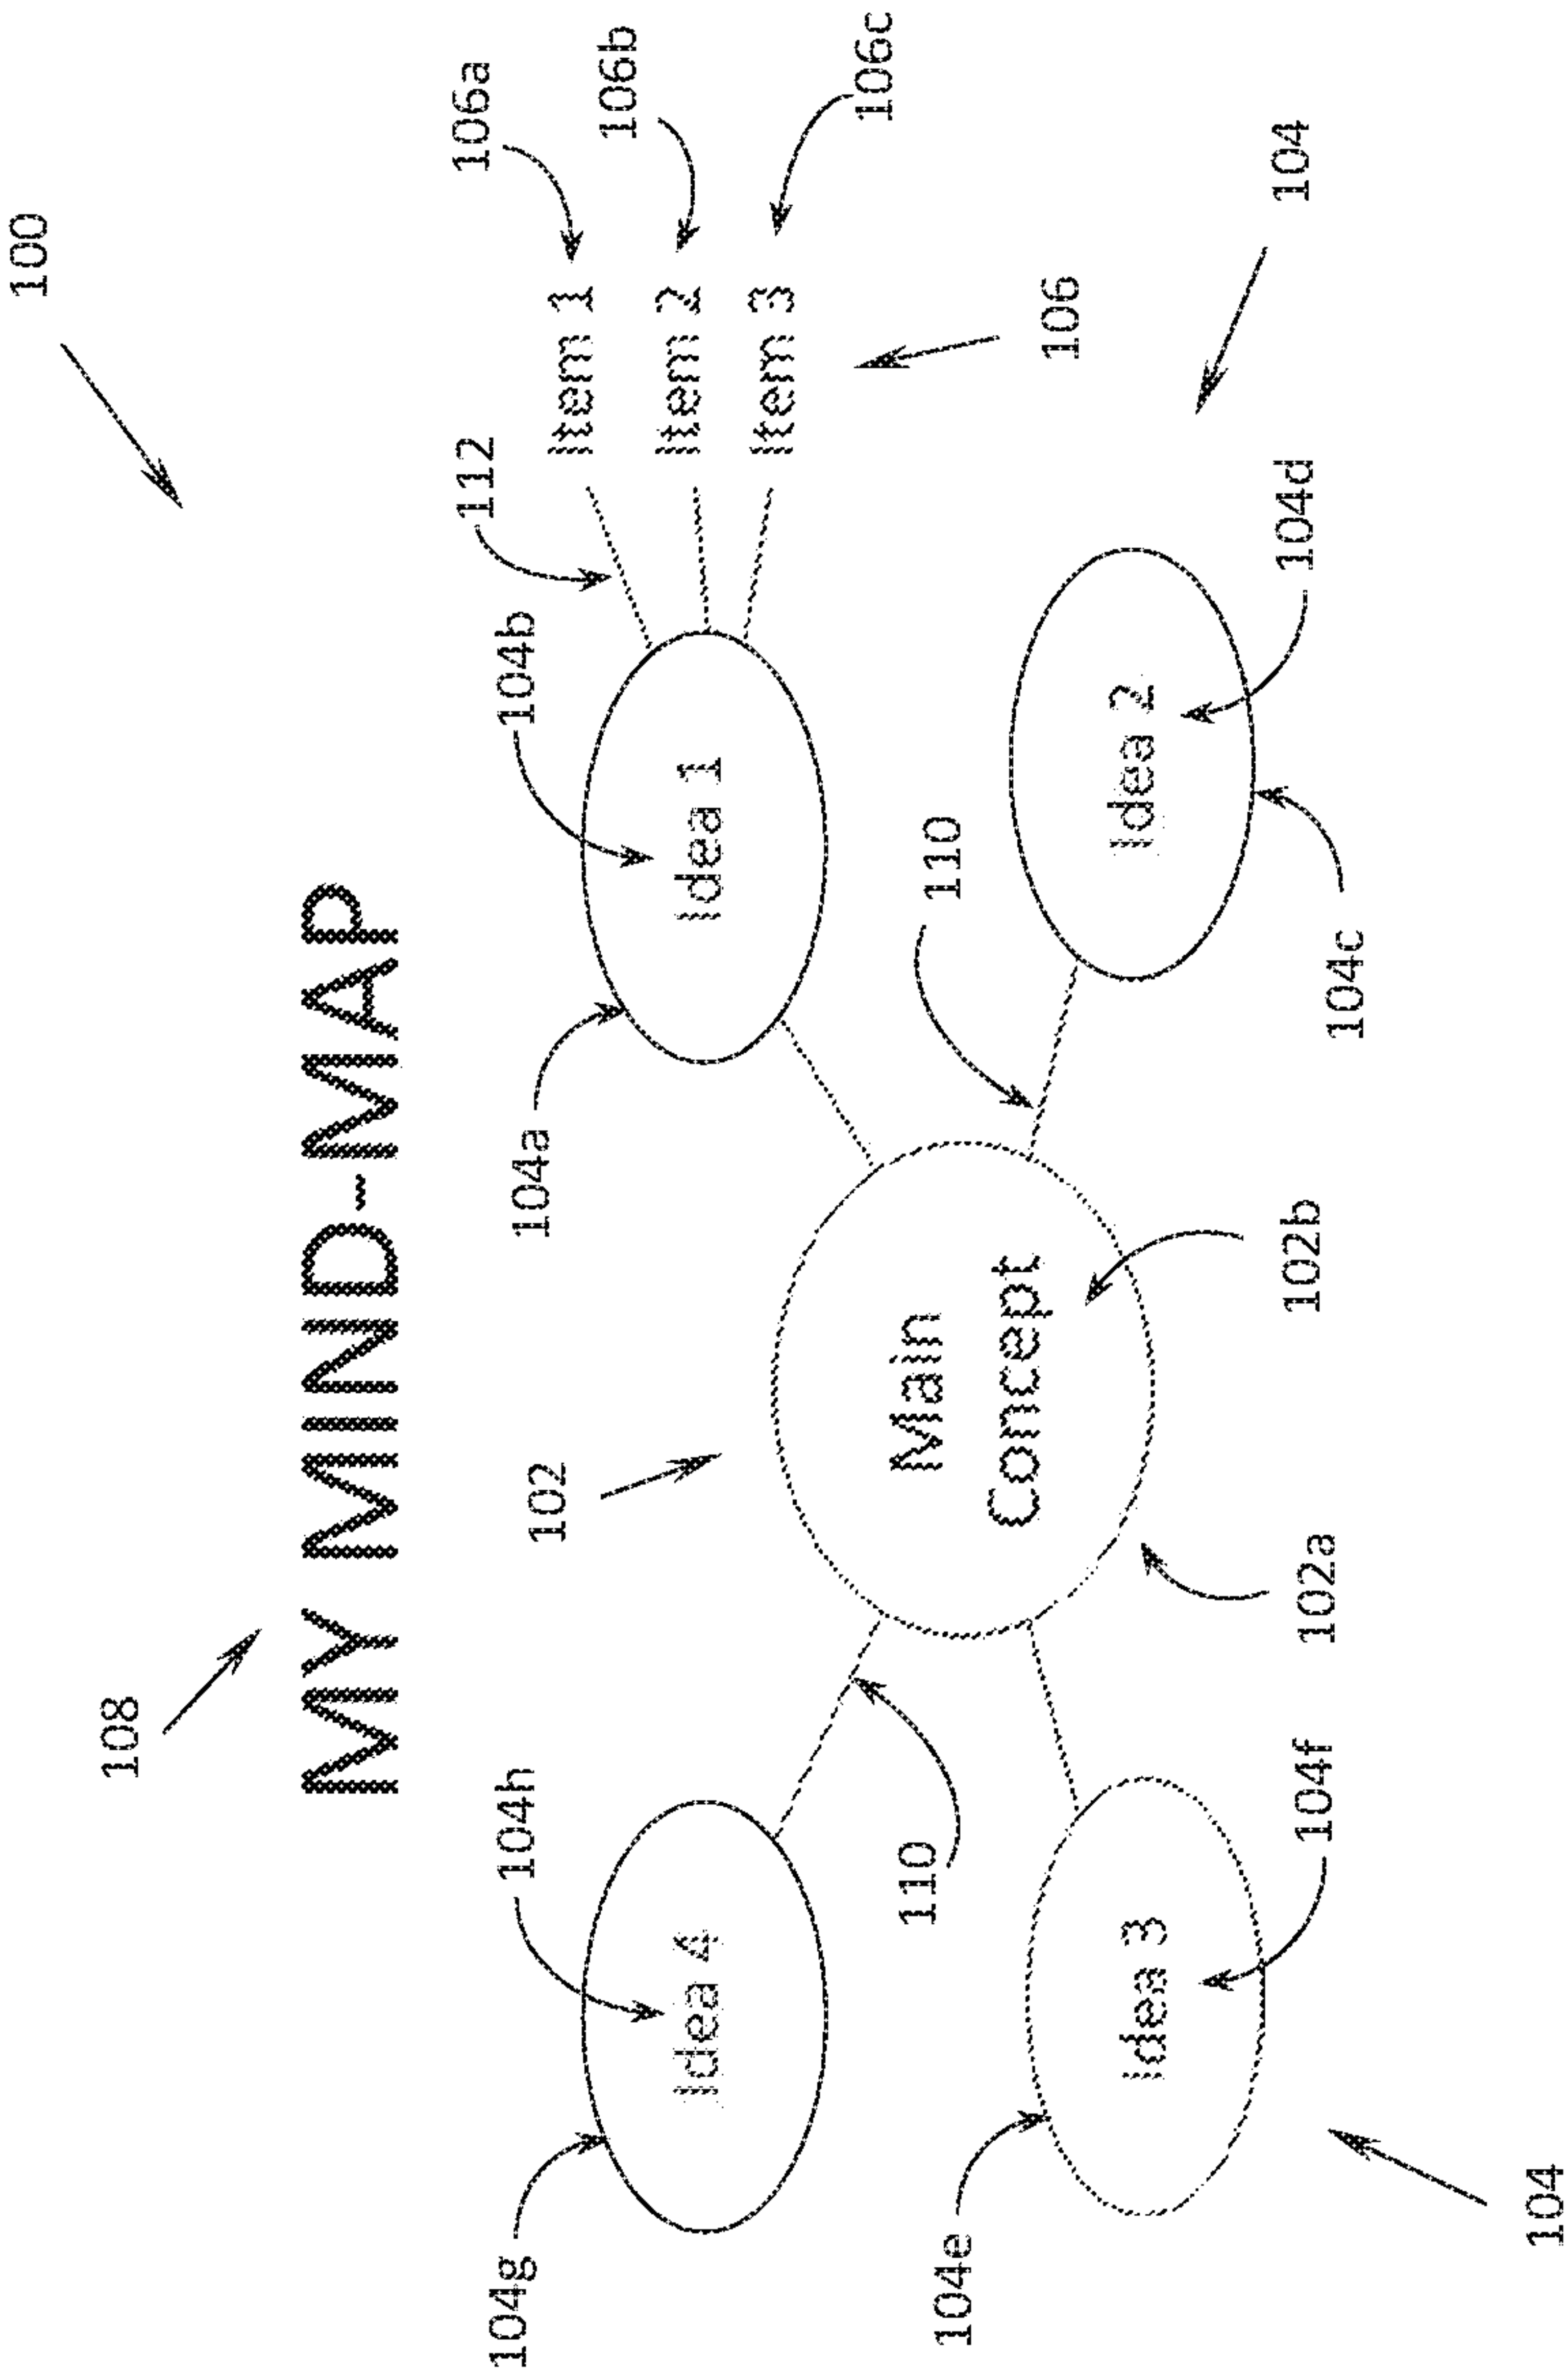 100
108
MY MIND-MAP
106a
106b
106c
112
104b
104h
104g
104a
102
Item 1
Item 2
Item 3
Idea 4
Idea 1
106
110
110
Main
Concept
104e
Idea 3
Idea 2
104
104f
102a
102b
104c
104d
104